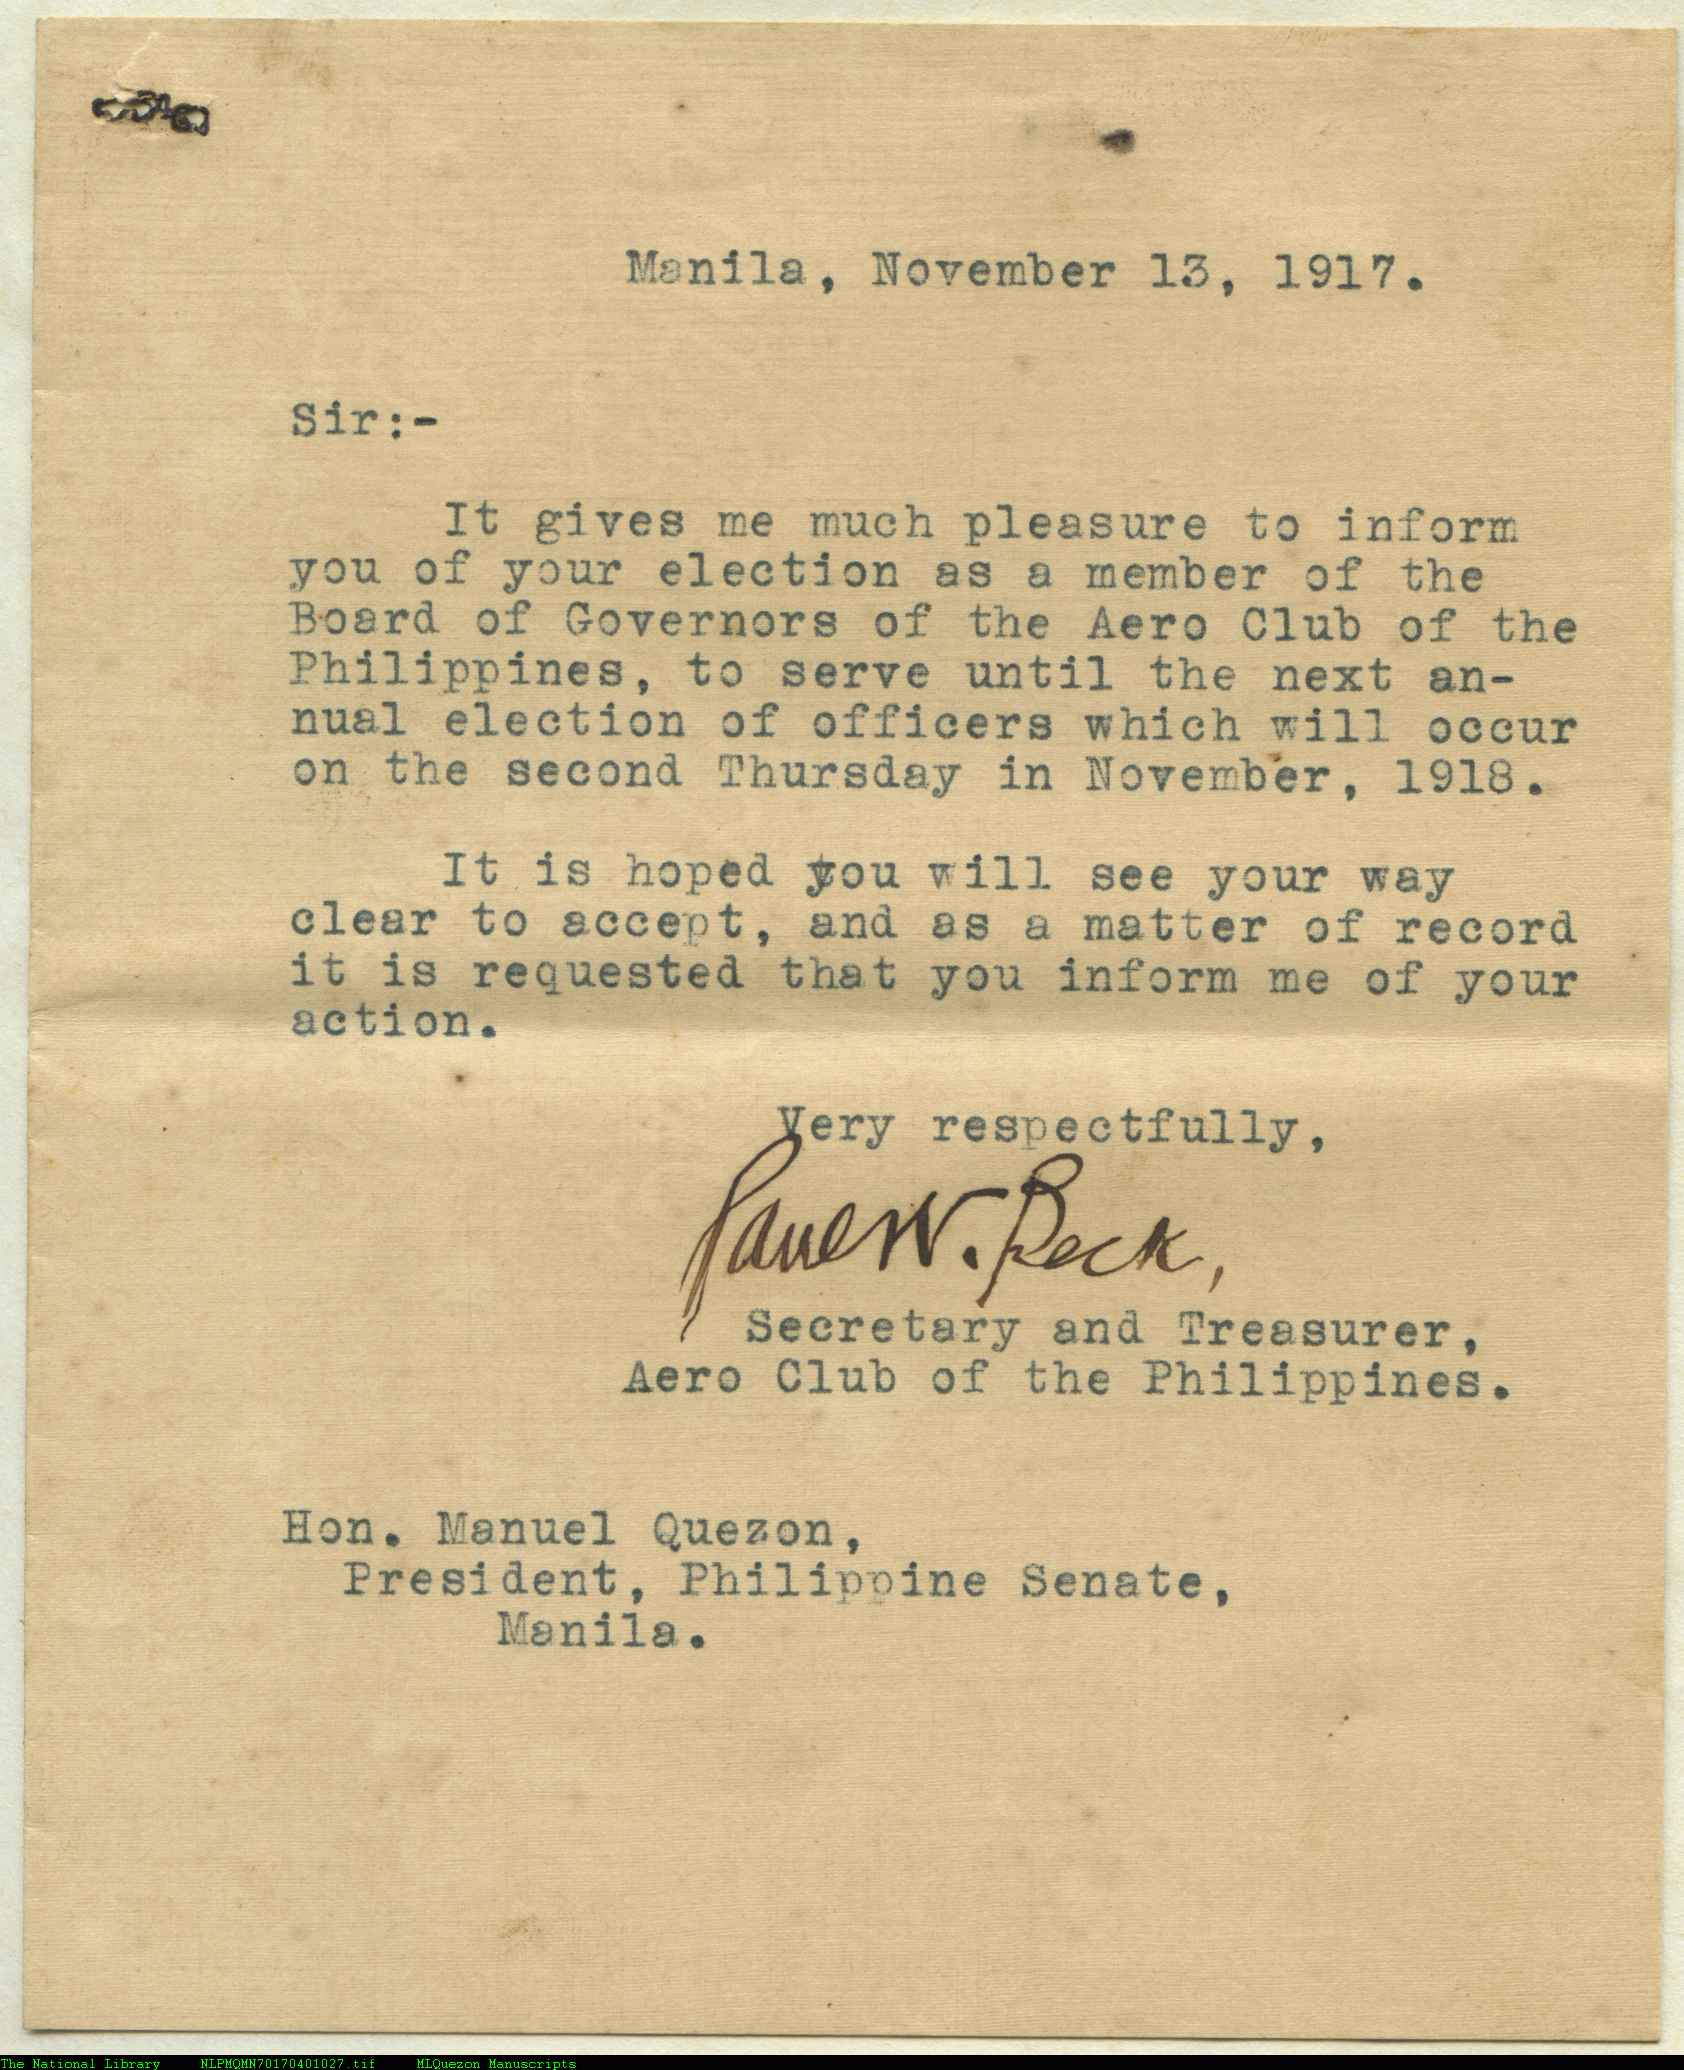 Manila, November 13, 1917.
Sir:-
It gives me much pleasure to inform
you of your election as a member of the
Board of Governors of the Aero Club of the
Philippines, to serve until the next an-
nual election of officers which will occur
on the second Thursday in November, 1918.
It is hoped you will see your way
clear to accept, and as a matter of record
it is requested that you inform me of your
action.
Very respectfully,
Paul W. Beck,
Secretary and Treasurer,
Aero Club of the Philippines.
Hon. Manuel Quezon,
President, Philippine Senate,
Manila.
The National Library NLPMQMN70170401027.tif MLQuezon Manuscripts